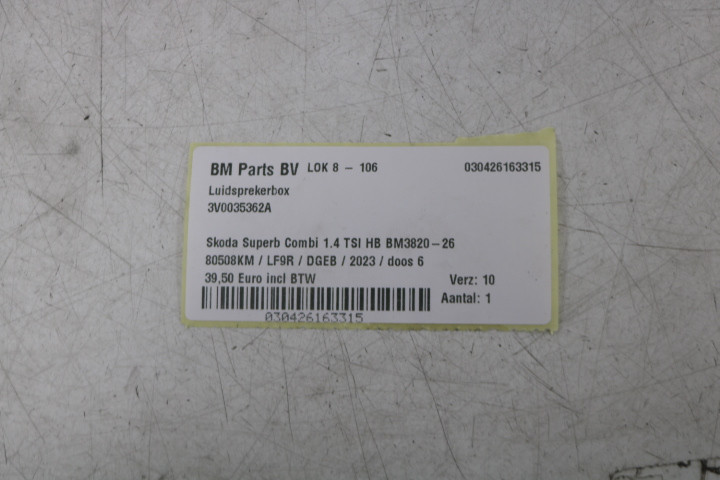 BM Parts BV LOK 8 - 106 030426163315
Luidsprekerbox
3V0035362A
Skoda Superb Combi 1.4 TSI HB BM3820-26
80508KM / LF9R / DGEB / 2023 / doos 6
39,50 Euro incl BTW Verz: 10
Aantal: 1
030426163315